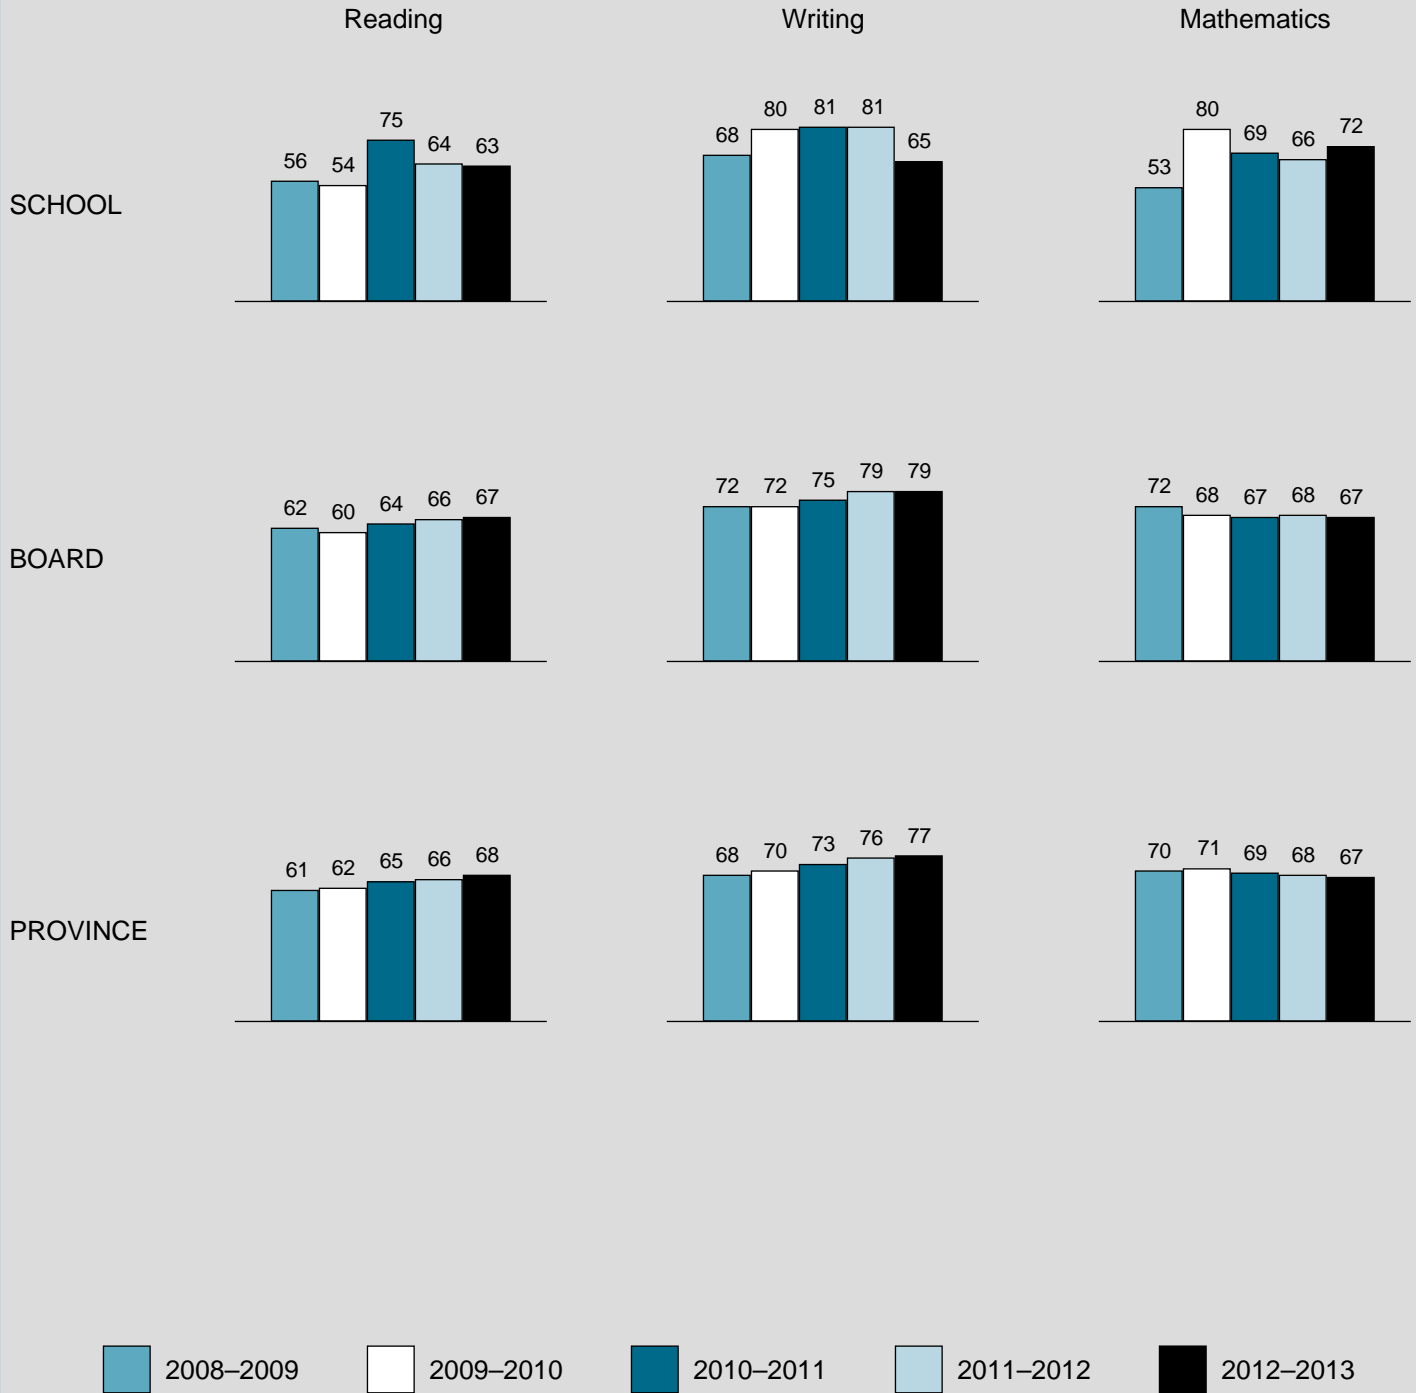 Reading Writing Mathematics
SCHOOL
56 54 75 64 63
68 80 81 81 65
53 80 69 66 72
BOARD
62 60 64 66 67
72 72 75 79 79
72 68 67 68 67
PROVINCE
61 62 65 66 68
68 70 73 76 77
70 71 69 68 67
2008–2009 2009–2010 2010–2011 2011–2012 2012–2013